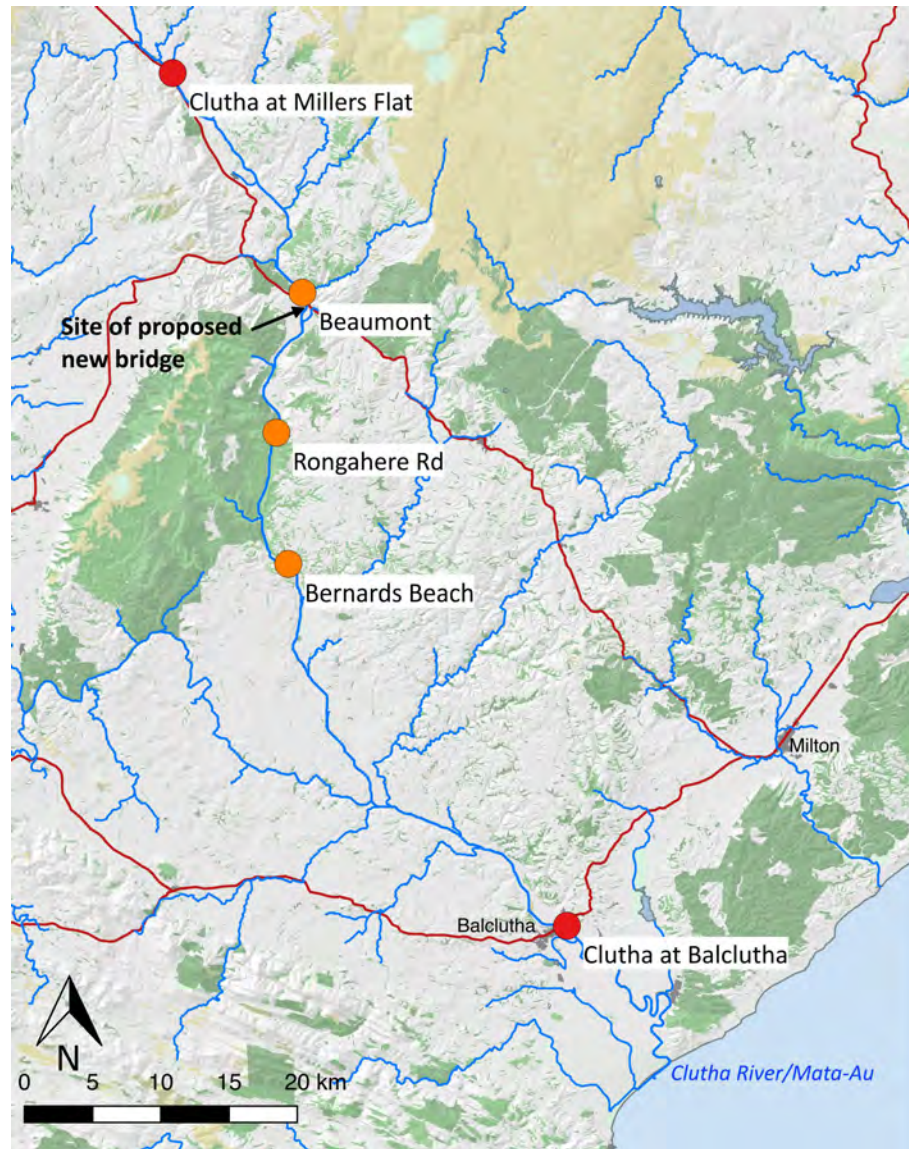 Clutha at Millers Flat
Site of proposed
new bridge
Beaumont
Rongahere Rd
Bernards Beach
Milton
Balclutha
Clutha at Balclutha
N
0 5 10 20 km
Clutha River/Mata-Au